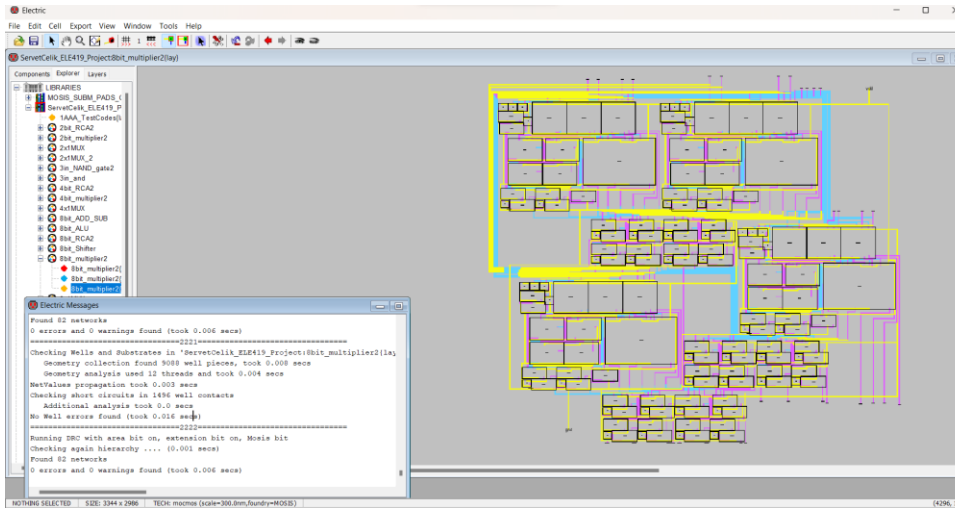 Electric
File Edit Cell Export View Window Tools Help
ServetCelik_ELE419_Project:8bit_multiplier2{lay}
Components Explorer Layers
LIBRARIES
MOSIS_SUBM_PADS_(
ServetCelik_ELE419_P
1AAA_TestCodes{l
2bit_RCA2
2bit_multiplier2
2x1MUX
2x1MUX_2
3in_NAND_gate2
3in_and
4bit_RCA2
4bit_multiplier2
4x1MUX
8bit_ADD_SUB
8bit_ALU
8bit_RCA2
8bit_Shifter
8bit_multiplier2
8bit_multiplier2{
8bit_multiplier2{
8bit_multiplier2{
vdd
gnd
Electric Messages
Found 82 networks
0 errors and 0 warnings found (took 0.006 secs)
=================================2221=================================
Checking Wells and Substrates in 'ServetCelik_ELE419_Project:8bit_multiplier2{lay
Geometry collection found 9088 well pieces, took 0.008 secs
Geometry analysis used 12 threads and took 0.004 secs
NetValues propagation took 0.003 secs
Checking short circuits in 1496 well contacts
Additional analysis took 0.0 secs
No Well errors found (took 0.016 secs)
=================================2222=================================
Running DRC with area bit on, extension bit on, Mosis bit
Checking again hierarchy .... (0.001 secs)
Found 82 networks
0 errors and 0 warnings found (took 0.006 secs)
NOTHING SELECTED SIZE: 3344 x 2986 TECH: mocmos (scale=300.0nm,foundry=MOSIS) (4296,